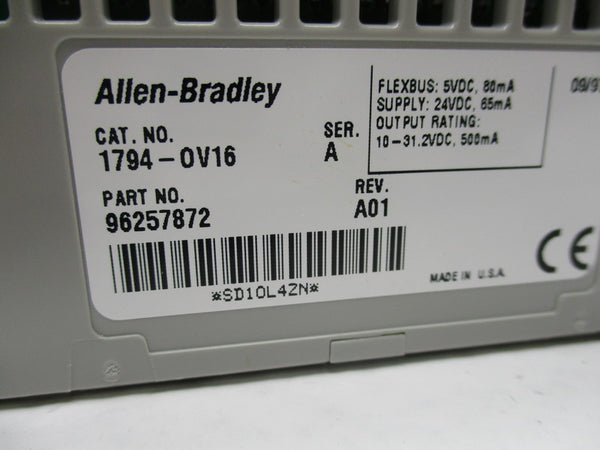 Allen-Bradley
CAT. NO.
1794-OV16
SER.
A
PART NO.
96257872
REV.
A01
*SD10L4ZN*
FLEXBUS: 5VDC, 80mA
SUPPLY: 24VDC, 65mA
OUTPUT RATING:
10-31.2VDC, 500mA
MADE IN U.S.A.
CE